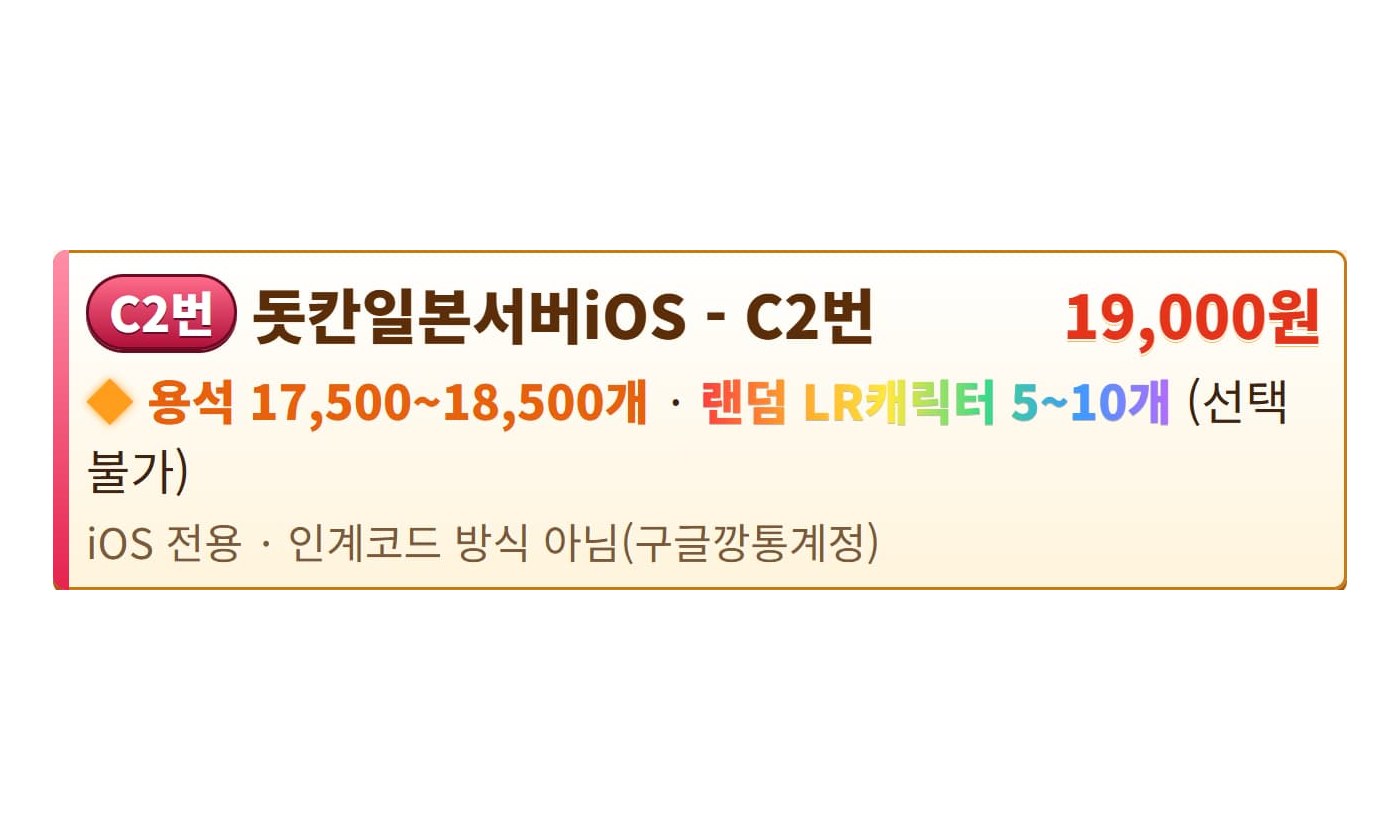 C2번 돗칸일본서버iOS - C2번 19,000원
🔶 용석 17,500~18,500개 · 랜덤 LR캐릭터 5~10개 (선택
불가)
iOS 전용 · 인계코드 방식 아님(구글깡통계정)